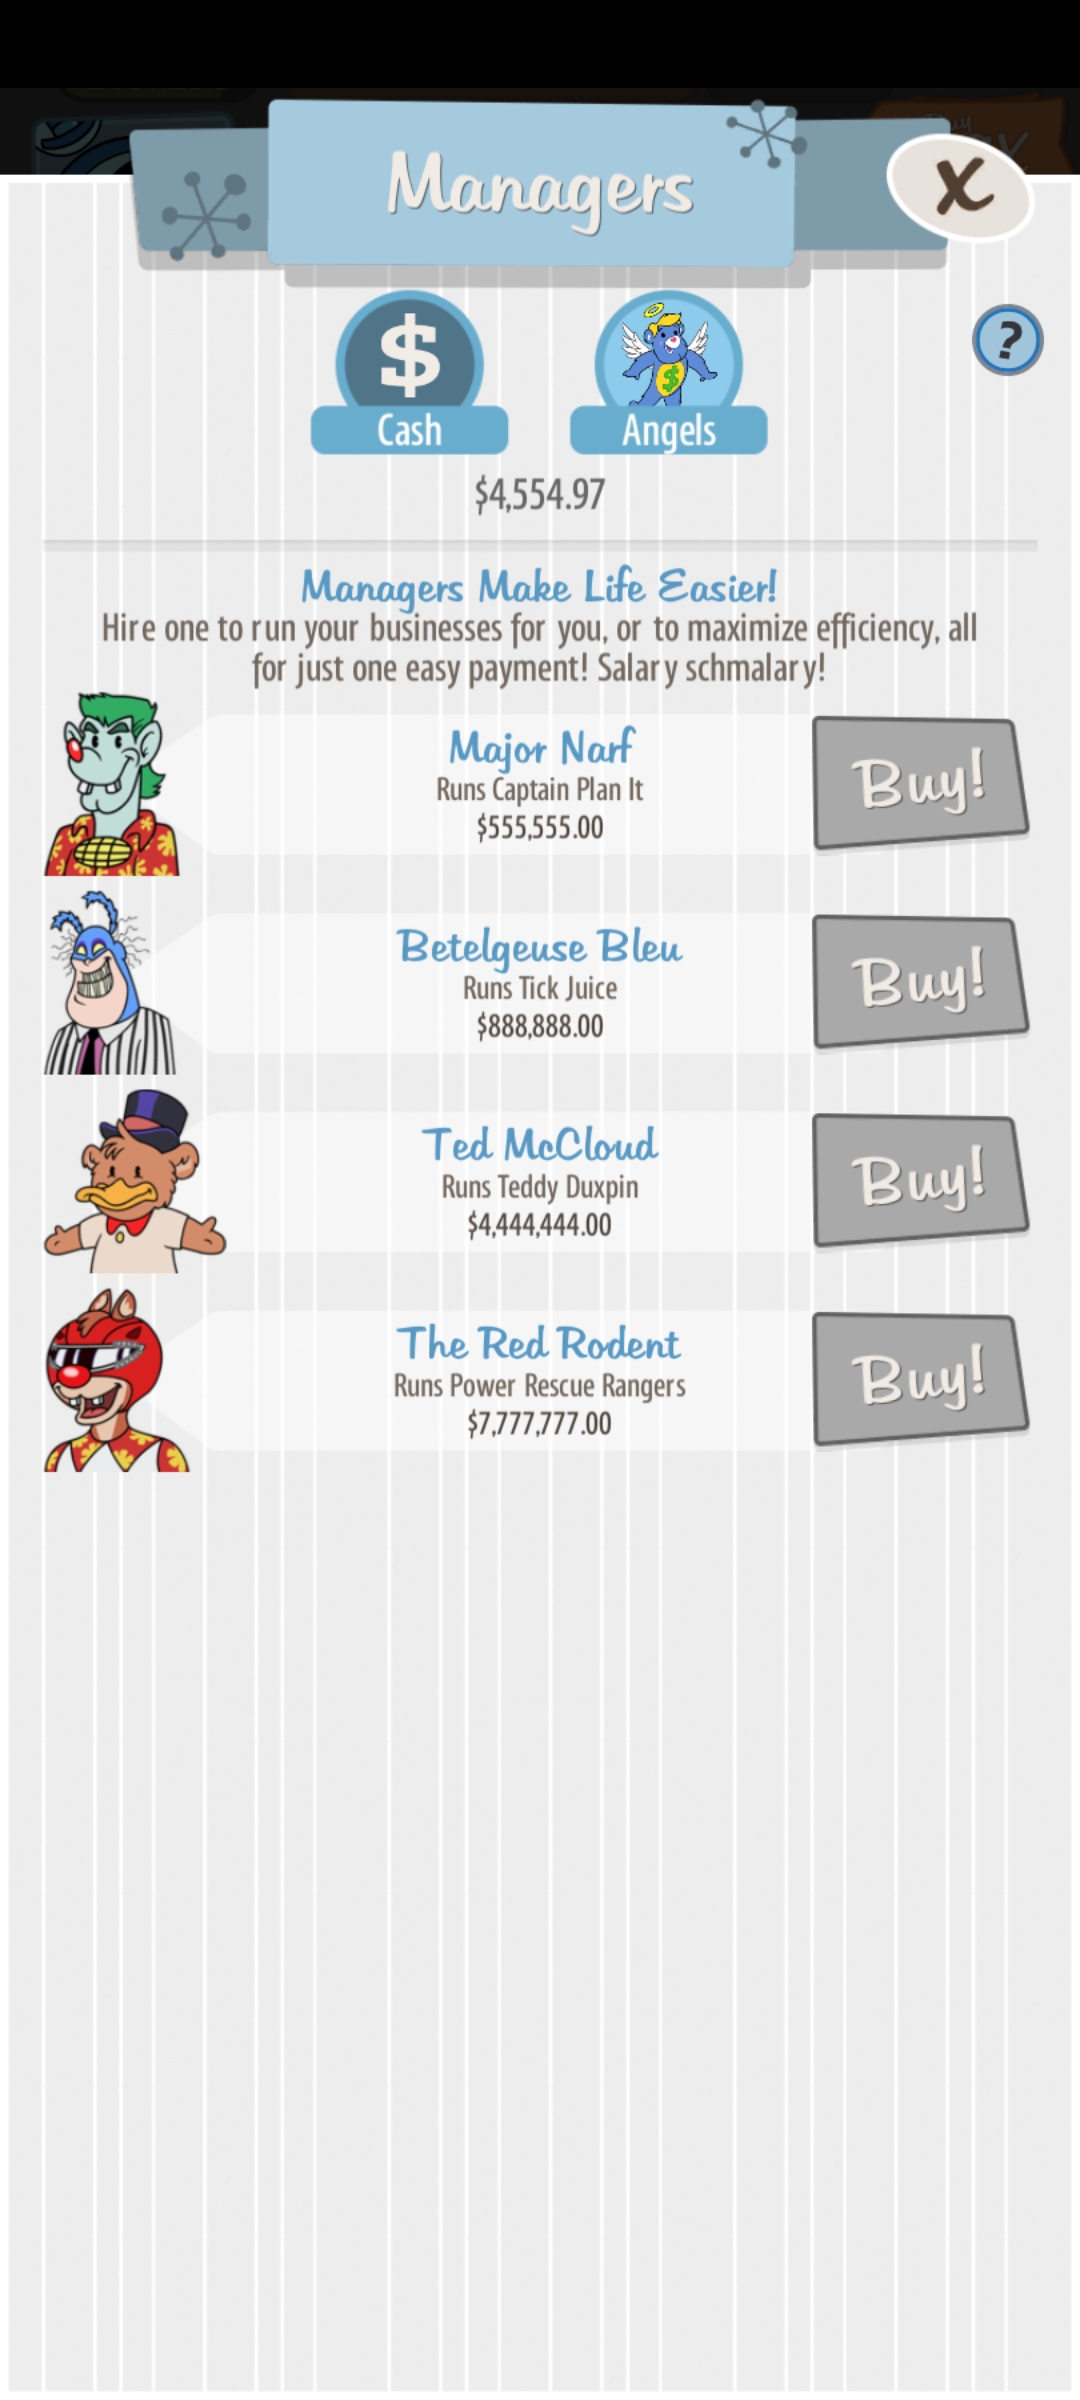 Managers
X
$
Cash
$
Angels
?
$4,554.97
Managers Make Life Easier!
Hire one to run your businesses for you, or to maximize efficiency, all
for just one easy payment! Salary schmalary!
Major Narf
Runs Captain Plan It
$555,555.00
Buy!
Betelgeuse Bleu
Runs Tick Juice
$888,888.00
Buy!
Ted McCloud
Runs Teddy Duxpin
$4,444,444.00
Buy!
The Red Rodent
Runs Power Rescue Rangers
$7,777,777.00
Buy!